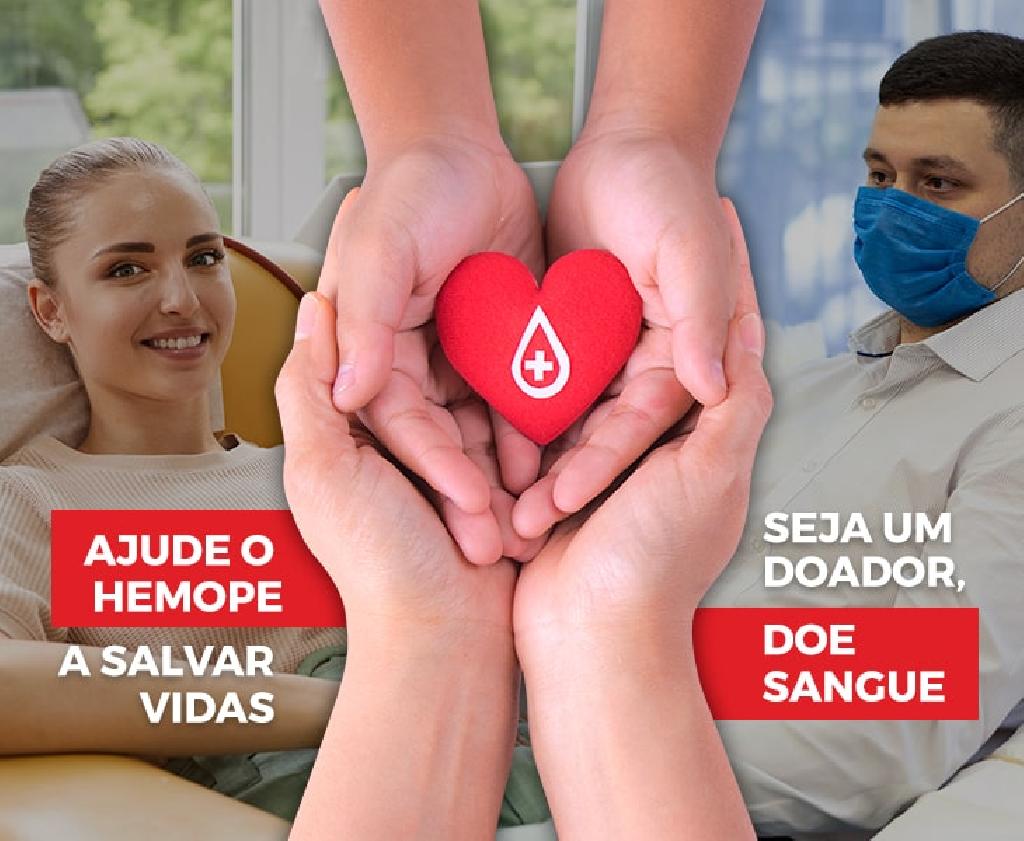 AJUDE O
HEMOPE
A SALVAR
VIDAS
SEJA UM
DOADOR,
DOE
SANGUE